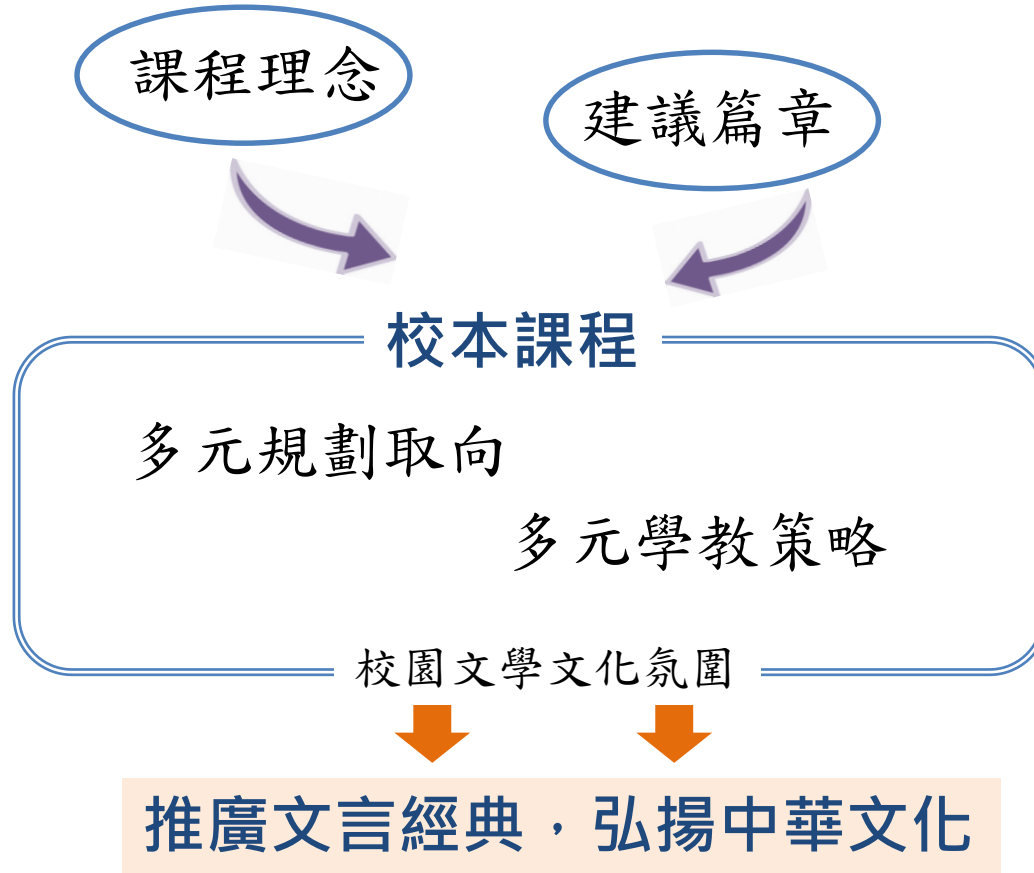 課程理念
建議篇章
校本課程
多元規劃取向
多元學教策略
校園文學文化氛圍
推廣文言經典，弘揚中華文化